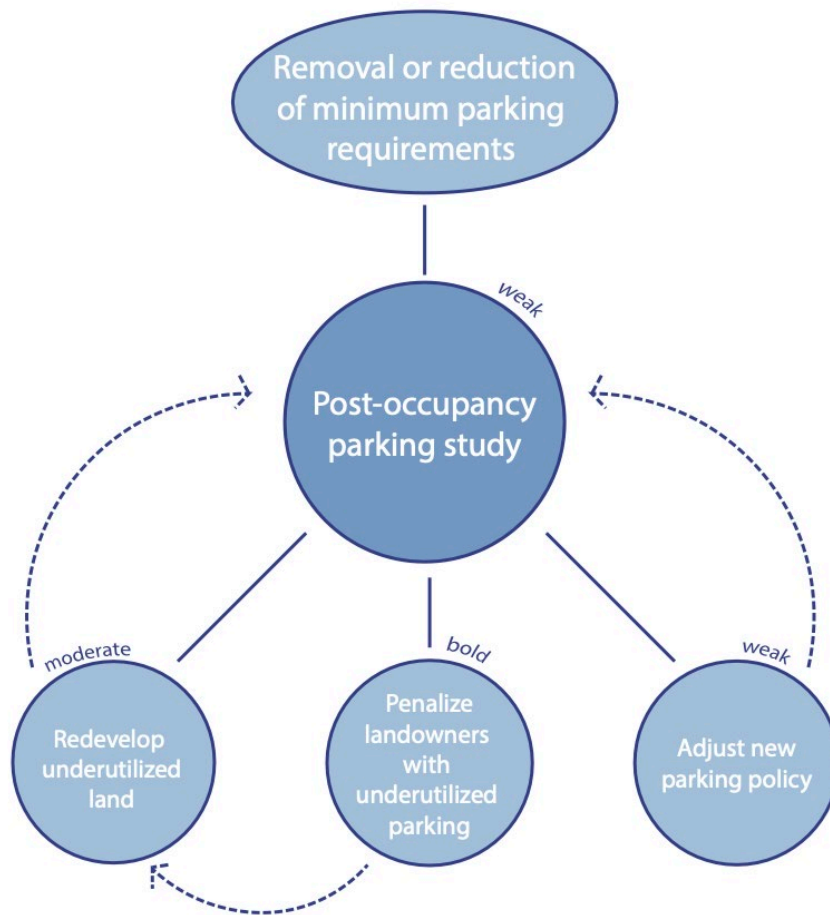 Removal or reduction
of minimum parking
requirements
weak
Post-occupancy
parking study
moderate
Redevelop
underutilized
land
bold
Penalize
landowners
with
underutilized
parking
weak
Adjust new
parking policy